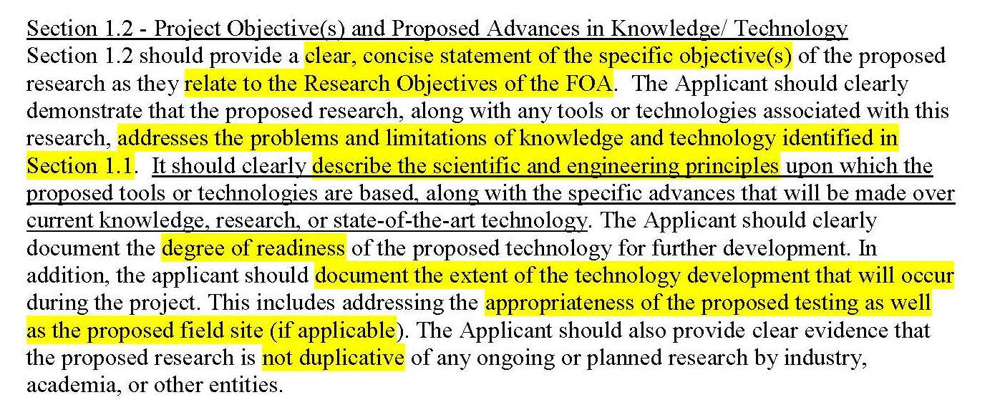 Section 1.2 - Project Objective(s) and Proposed Advances in Knowledge/ Technology
Section 1.2 should provide a clear, concise statement of the specific objective(s) of the proposed
research as they relate to the Research Objectives of the FOA.  The Applicant should clearly
demonstrate that the proposed research, along with any tools or technologies associated with this
research, addresses the problems and limitations of knowledge and technology identified in
Section 1.1.  It should clearly describe the scientific and engineering principles upon which the
proposed tools or technologies are based, along with the specific advances that will be made over
current knowledge, research, or state-of-the-art technology. The Applicant should clearly
document the degree of readiness of the proposed technology for further development. In
addition, the applicant should document the extent of the technology development that will occur
during the project. This includes addressing the appropriateness of the proposed testing as well
as the proposed field site (if applicable). The Applicant should also provide clear evidence that
the proposed research is not duplicative of any ongoing or planned research by industry,
academia, or other entities.